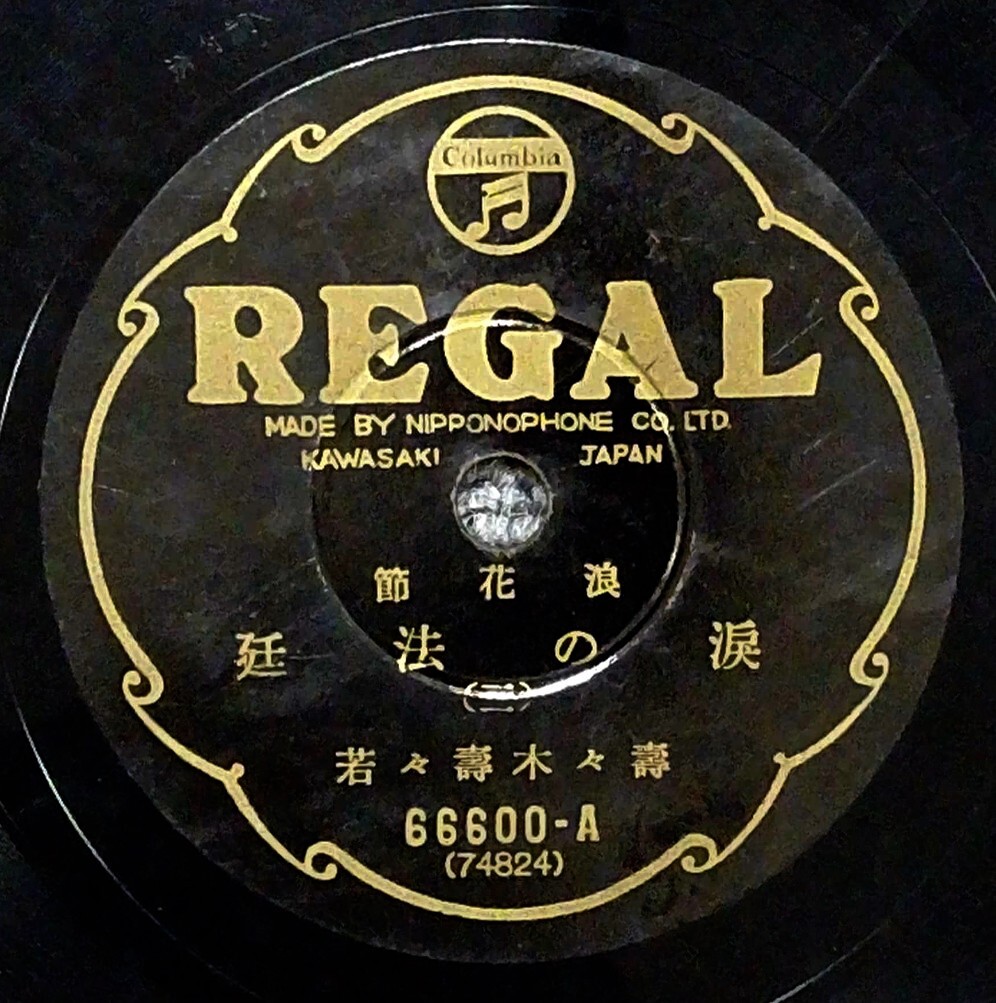 Columbia
REGAL
MADE BY NIPPONOPHONE CO. LTD.
KAWASAKI JAPAN
浪花節
涙の法廷
(三)
壽々木壽々若
66600-A
(74824)